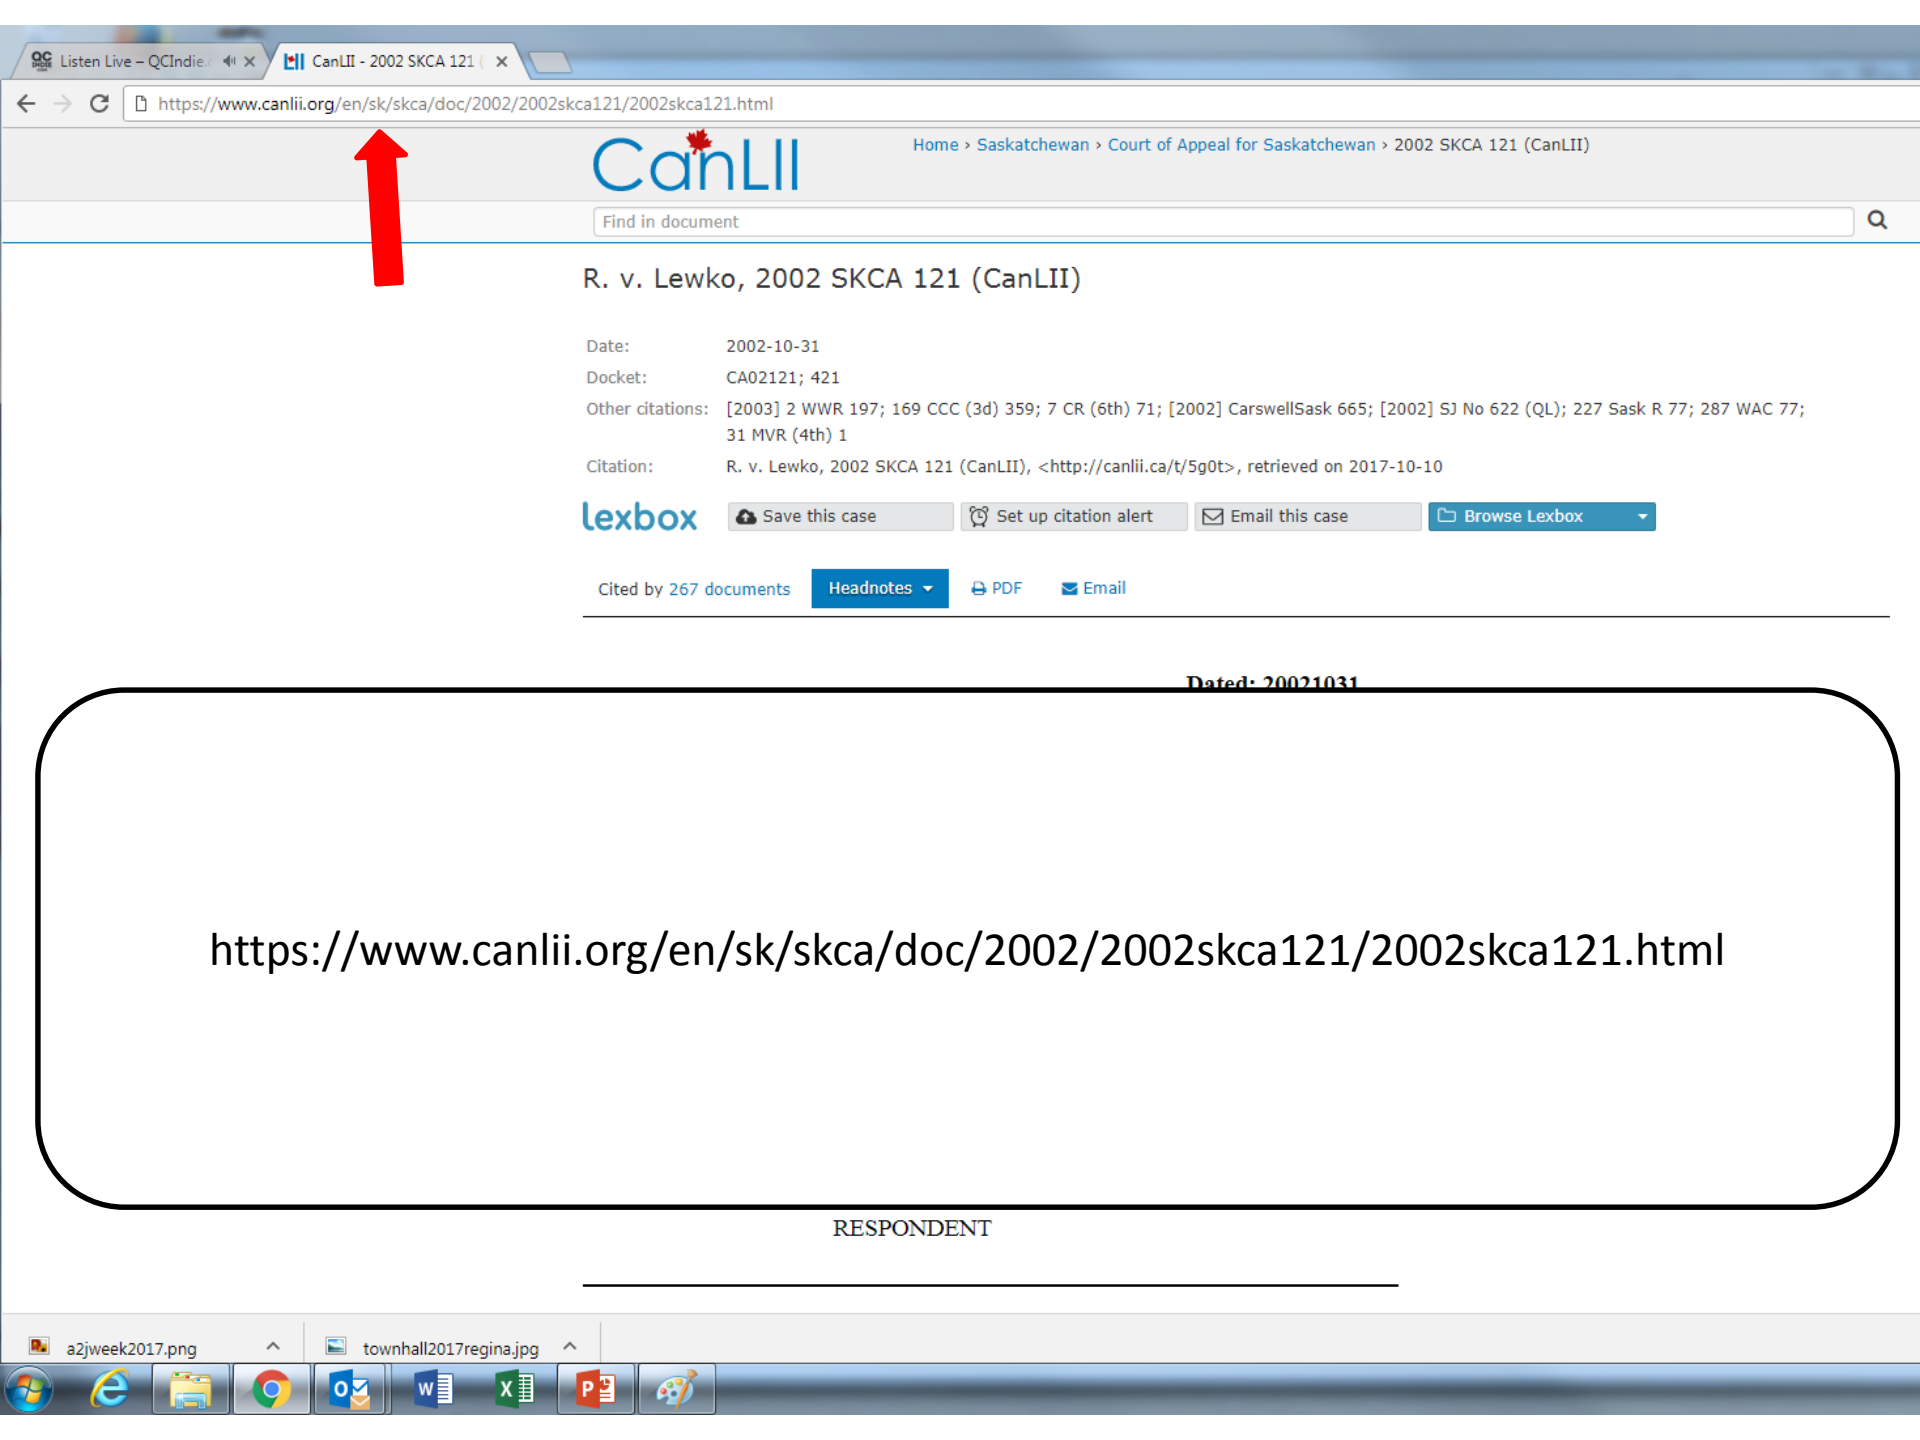 Listen Live – QCIndie.c
CanLII - 2002 SKCA 121 (
https://www.canlii.org/en/sk/skca/doc/2002/2002skca121/2002skca121.html
CanLII
Home › Saskatchewan › Court of Appeal for Saskatchewan › 2002 SKCA 121 (CanLII)
Find in document
R. v. Lewko, 2002 SKCA 121 (CanLII)
Date: 2002-10-31
Docket: CA02121; 421
Other citations: [2003] 2 WWR 197; 169 CCC (3d) 359; 7 CR (6th) 71; [2002] CarswellSask 665; [2002] SJ No 622 (QL); 227 Sask R 77; 287 WAC 77;
31 MVR (4th) 1
Citation: R. v. Lewko, 2002 SKCA 121 (CanLII), <http://canlii.ca/t/5g0t>, retrieved on 2017-10-10
lexbox Save this case Set up citation alert Email this case Browse Lexbox
Cited by 267 documents Headnotes PDF Email
Dated: 20021031
https://www.canlii.org/en/sk/skca/doc/2002/2002skca121/2002skca121.html
RESPONDENT
a2jweek2017.png townhall2017regina.jpg